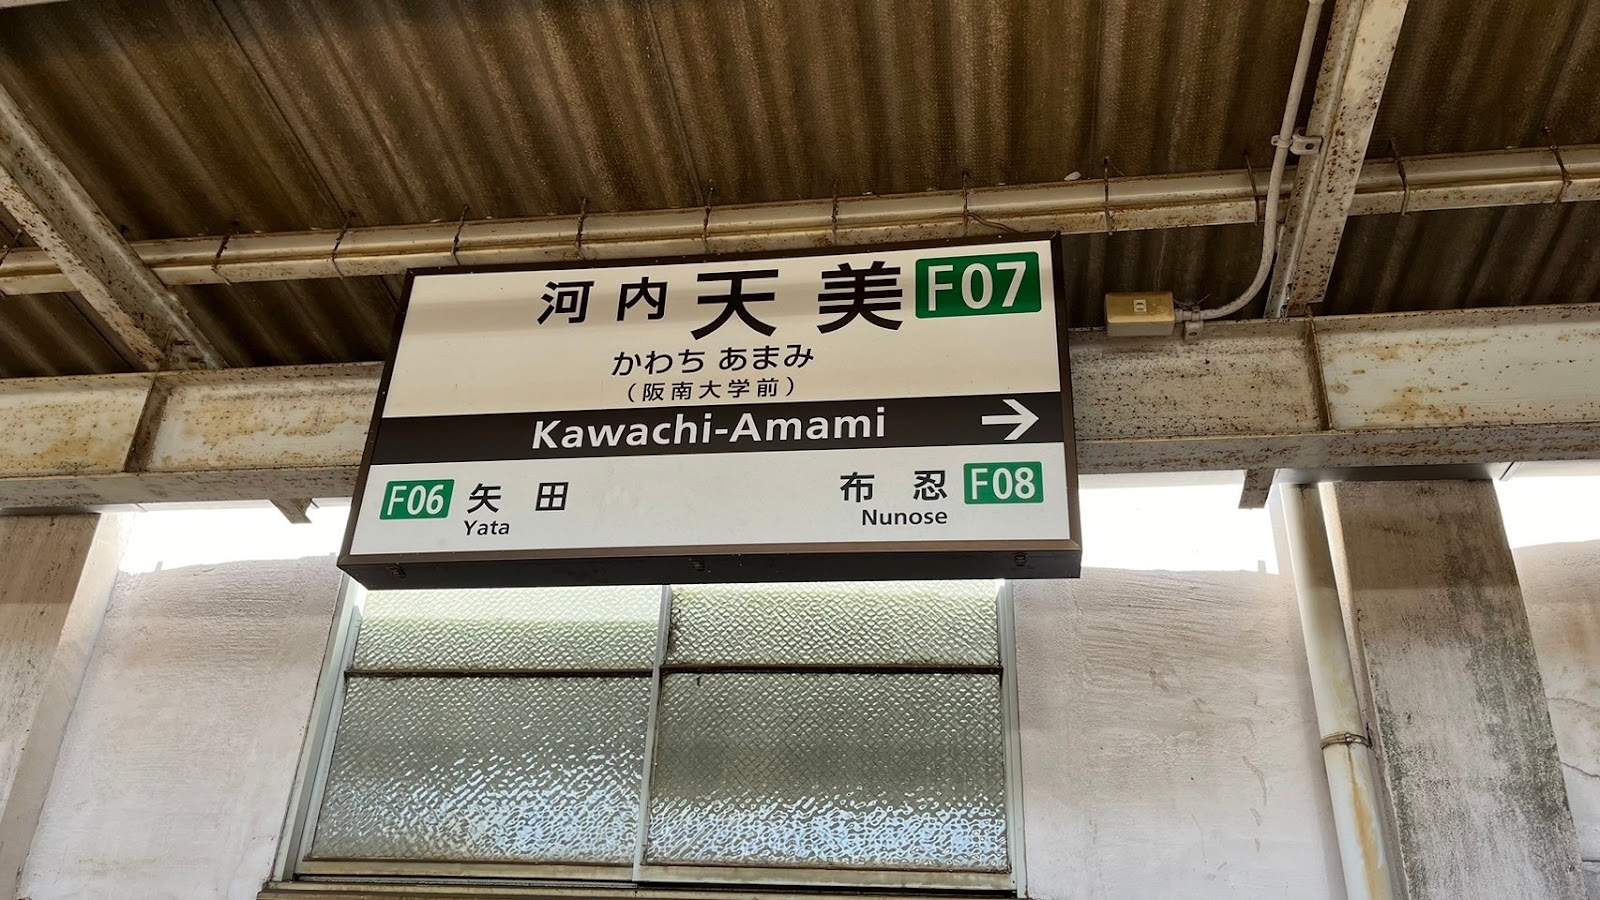 河内天美 F07
かわち あまみ
（阪南大学前）
Kawachi-Amami →
F06 矢田 布忍 F08
Yata Nunose